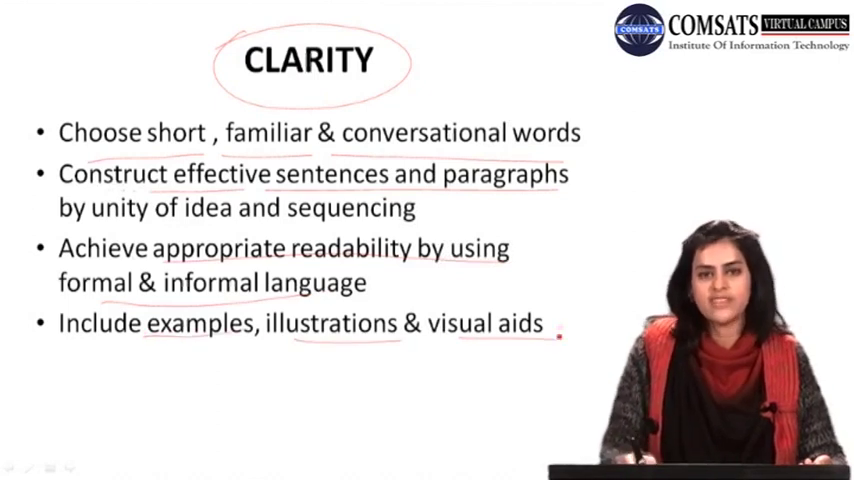 CLARITY
COMSATS
COMSATS VIRTUAL CAMPUS
Institute Of Information Technology
• Choose short , familiar & conversational words
• Construct effective sentences and paragraphs
by unity of idea and sequencing
• Achieve appropriate readability by using
formal & informal language
• Include examples, illustrations & visual aids